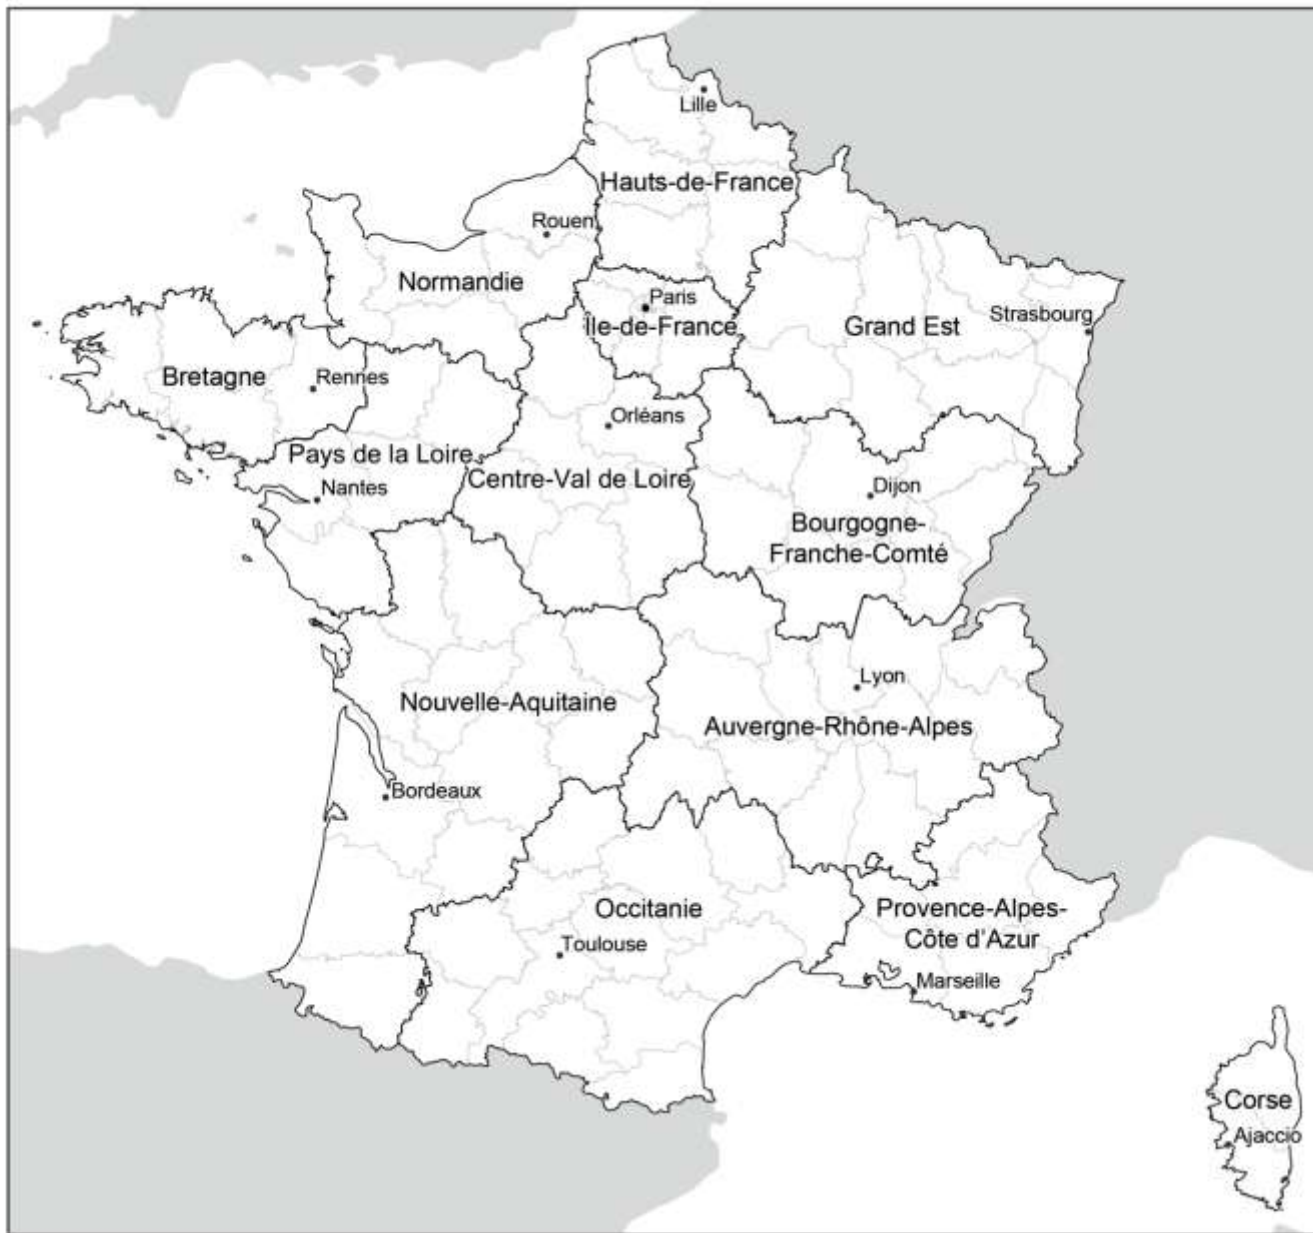 Lille
Hauts-de-France
Rouen
Normandie
Paris
Île-de-France
Grand Est
Strasbourg
Bretagne
Rennes
Orléans
Pays de la Loire
Nantes
Centre-Val de Loire
Dijon
Bourgogne-
Franche-Comté
Lyon
Nouvelle-Aquitaine
Auvergne-Rhône-Alpes
Bordeaux
Occitanie
Toulouse
Provence-Alpes-
Côte d'Azur
Marseille
Corse
Ajaccio